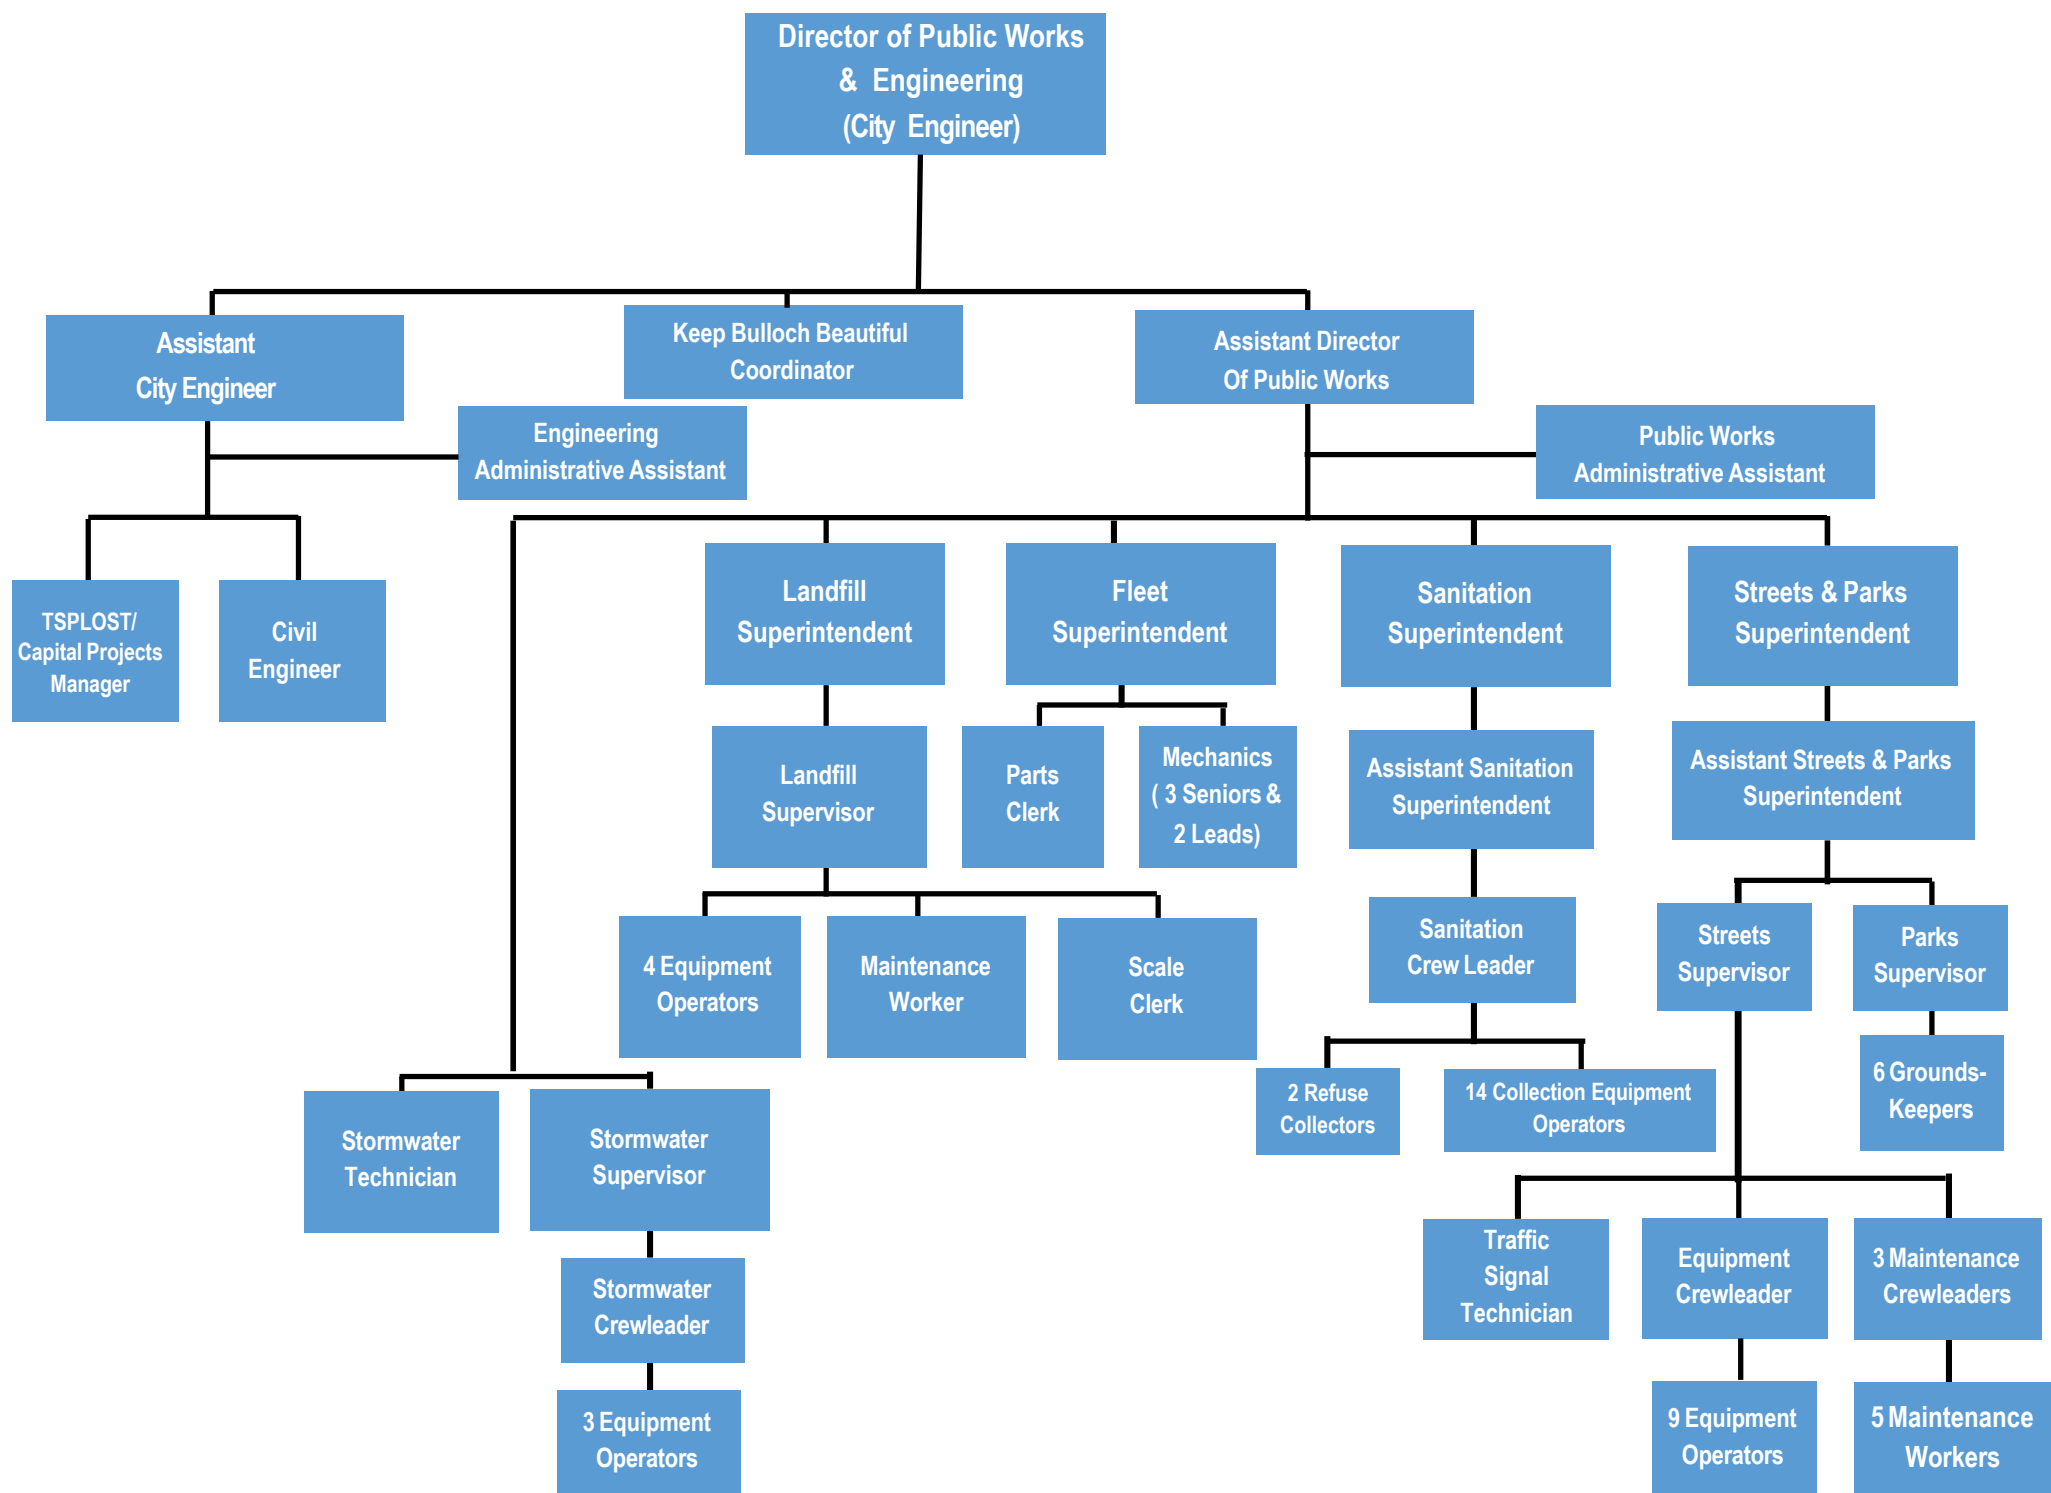 Director of Public Works
& Engineering
(City Engineer)
Assistant
City Engineer
Keep Bulloch Beautiful
Coordinator
Assistant Director
Of Public Works
Engineering
Administrative Assistant
Public Works
Administrative Assistant
TSPLOST/
Capital Projects
Manager
Civil
Engineer
Landfill
Superintendent
Fleet
Superintendent
Sanitation
Superintendent
Streets & Parks
Superintendent
Landfill
Supervisor
Parts
Clerk
Mechanics
( 3 Seniors &
2 Leads)
Assistant Sanitation
Superintendent
Assistant Streets & Parks
Superintendent
4 Equipment
Operators
Maintenance
Worker
Scale
Clerk
Sanitation
Crew Leader
Streets
Supervisor
Parks
Supervisor
2 Refuse
Collectors
14 Collection Equipment
Operators
6 Grounds-
Keepers
Stormwater
Technician
Stormwater
Supervisor
Traffic
Signal
Technician
Equipment
Crewleader
3 Maintenance
Crewleaders
Stormwater
Crewleader
3 Equipment
Operators
9 Equipment
Operators
5 Maintenance
Workers